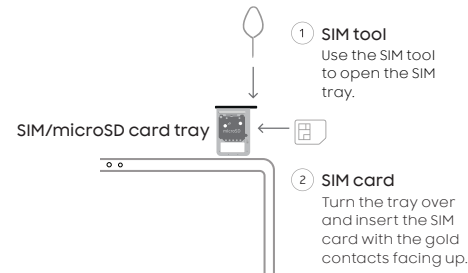 1 SIM tool
Use the SIM tool
to open the SIM
tray.
SIM/microSD card tray
microSD
2 SIM card
Turn the tray over
and insert the SIM
card with the gold
contacts facing up.